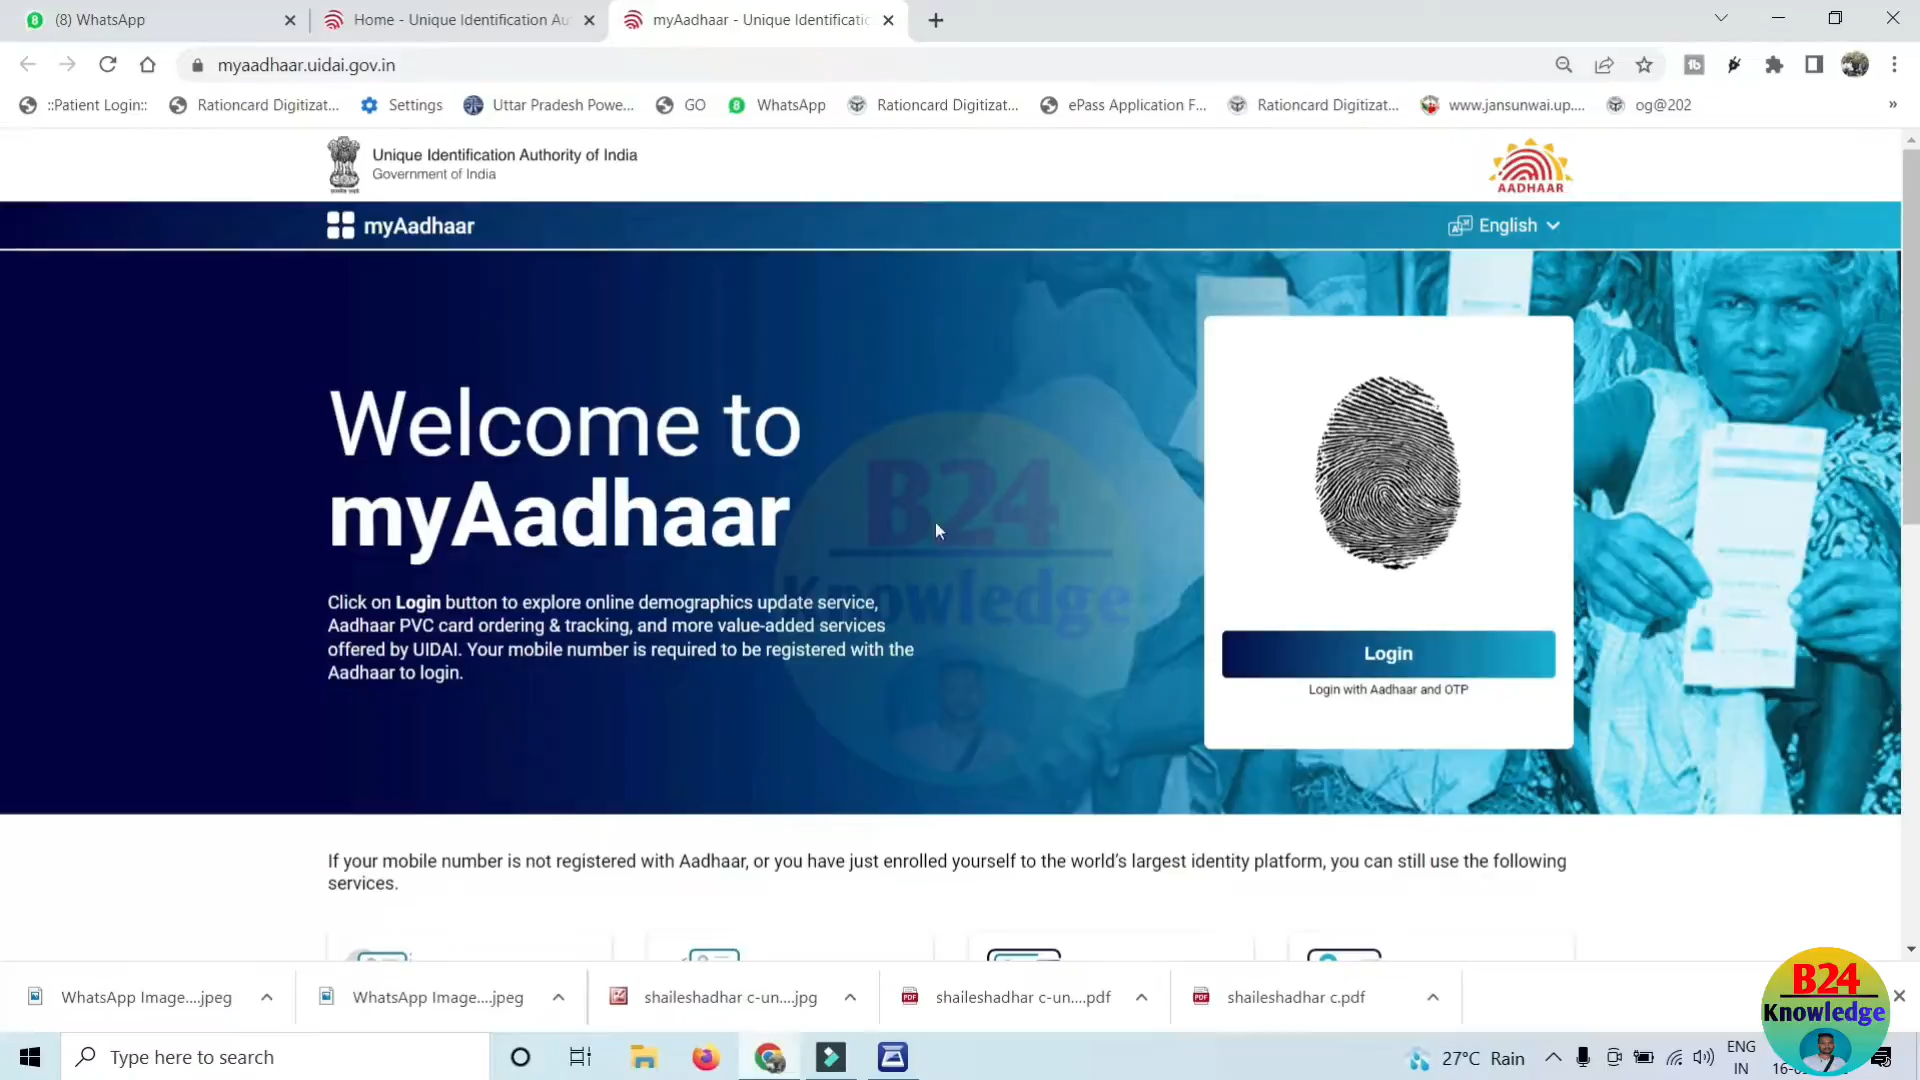 (8) WhatsApp
Home - Unique Identification Au
myAadhaar - Unique Identificatic
myaadhaar.uidai.gov.in
::Patient Login::
Rationcard Digitizat...
Settings
Uttar Pradesh Powe...
GO
WhatsApp
Rationcard Digitizat...
ePass Application F...
Rationcard Digitizat...
www.jansunwai.up....
og@202
»
Unique Identification Authority of India
Government of India
AADHAAR
myAadhaar
English
Welcome to
myAadhaar
Click on Login button to explore online demographics update service,
Aadhaar PVC card ordering & tracking, and more value-added services
offered by UIDAI. Your mobile number is required to be registered with the
Aadhaar to login.
B24
Knowledge
Login
Login with Aadhaar and OTP
If your mobile number is not registered with Aadhaar, or you have just enrolled yourself to the world's largest identity platform, you can still use the following
services.
WhatsApp Image....jpeg
WhatsApp Image....jpeg
shaileshadhar c-un....jpg
shaileshadhar c-un....pdf
shaileshadhar c.pdf
B24
Knowledge
Type here to search
27°C Rain
ENG
IN